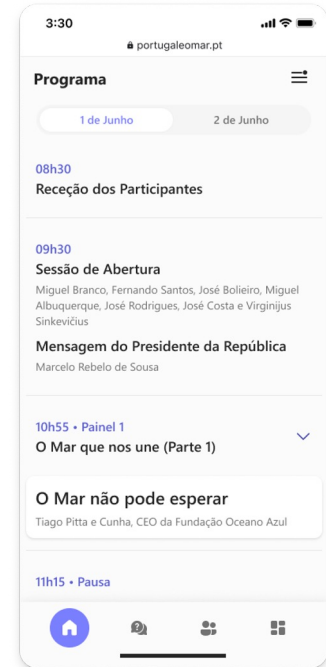 3:30
portugaleomar.pt
Programa
1 de Junho
2 de Junho
08h30
Receção dos Participantes
09h30
Sessão de Abertura
Miguel Branco, Fernando Santos, José Bolieiro, Miguel
Albuquerque, José Rodrigues, José Costa e Virginijus
Sinkevičius
Mensagem do Presidente da República
Marcelo Rebelo de Sousa
10h55 • Painel 1
O Mar que nos une (Parte 1)
O Mar não pode esperar
Tiago Pitta e Cunha, CEO da Fundação Oceano Azul
11h15 • Pausa